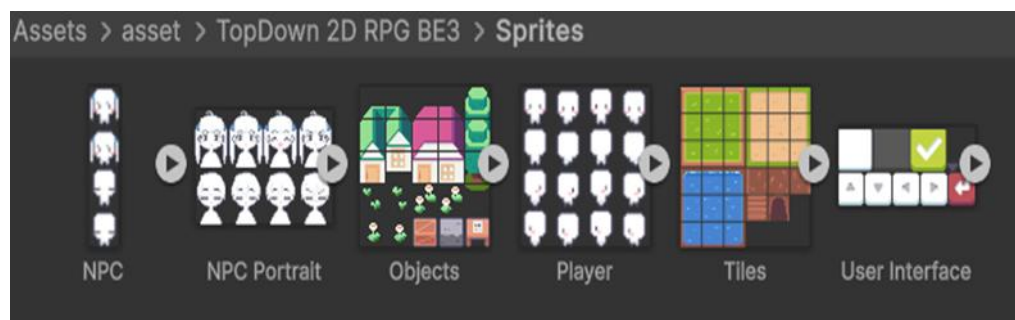 Assets > asset > TopDown 2D RPG BE3 > Sprites
NPC
NPC Portrait
Objects
Player
Tiles
User Interface